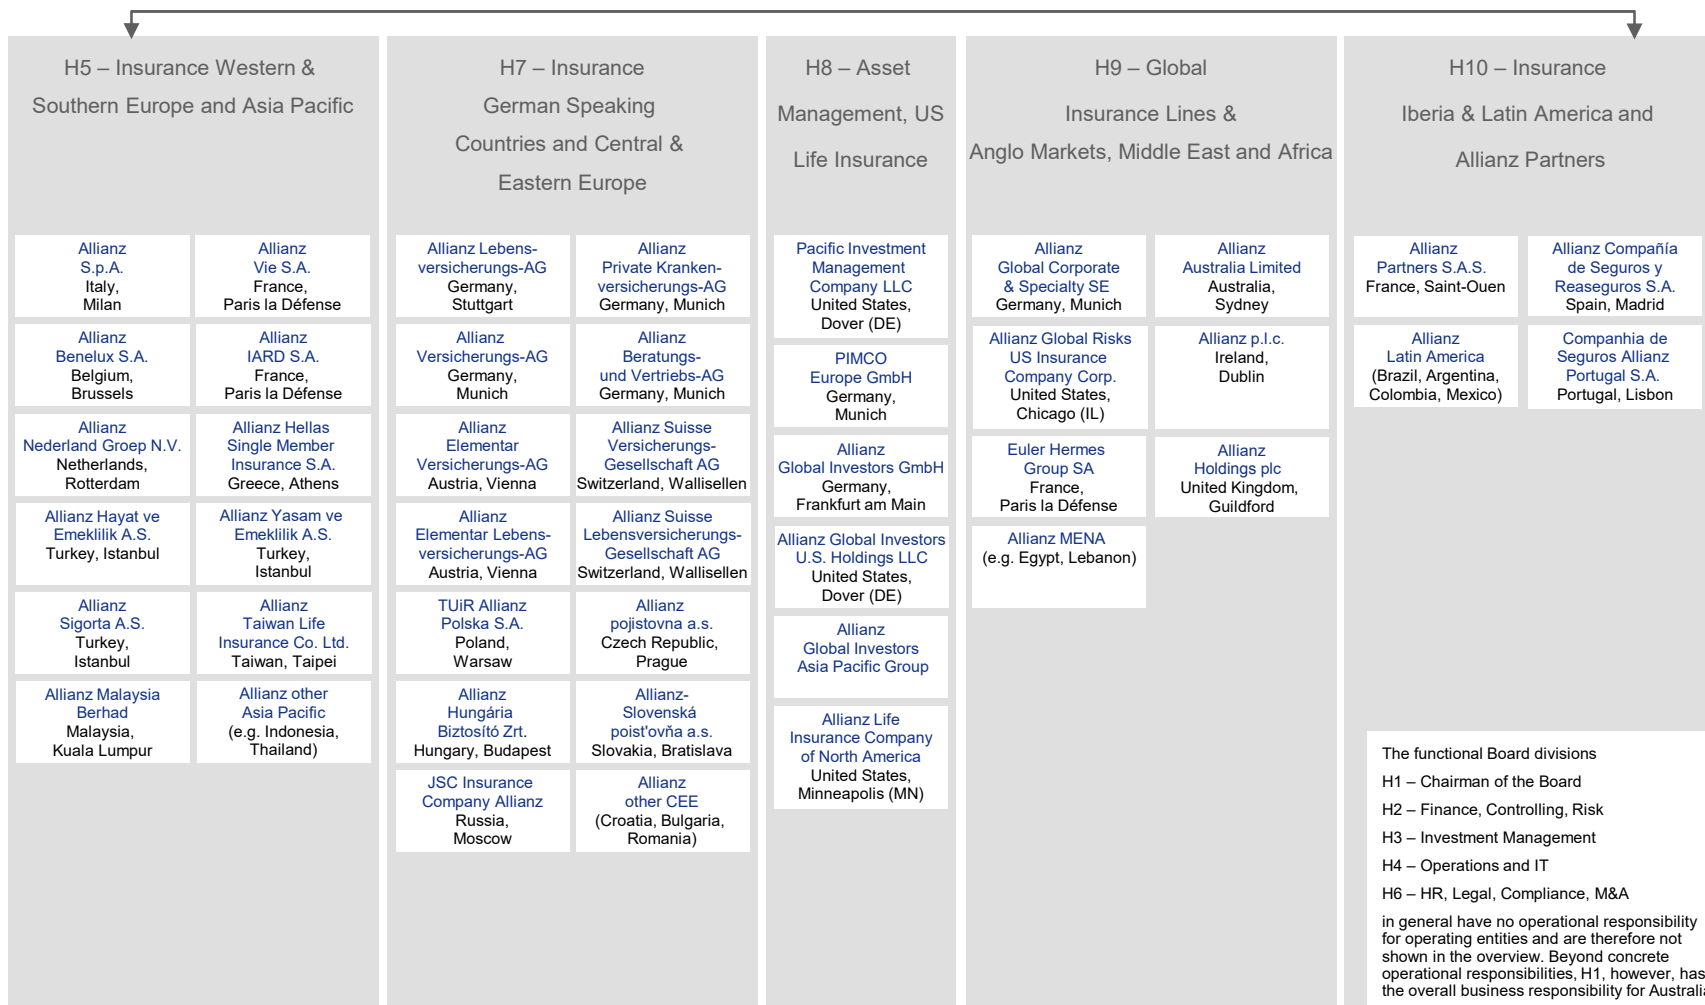 H5 – Insurance Western &
Southern Europe and Asia Pacific
Allianz
S.p.A.
Italy,
Milan
Allianz
Vie S.A.
France,
Paris la Défense
Allianz
Benelux S.A.
Belgium,
Brussels
Allianz
IARD S.A.
France,
Paris la Défense
Allianz
Nederland Groep N.V.
Netherlands,
Rotterdam
Allianz Hellas
Single Member
Insurance S.A.
Greece, Athens
Allianz Hayat ve
Emeklilik A.S.
Turkey, Istanbul
Allianz Yasam ve
Emeklilik A.S.
Turkey,
Istanbul
Allianz
Sigorta A.S.
Turkey,
Istanbul
Allianz
Taiwan Life
Insurance Co. Ltd.
Taiwan, Taipei
Allianz Malaysia
Berhad
Malaysia,
Kuala Lumpur
Allianz other
Asia Pacific
(e.g. Indonesia,
Thailand)
H7 – Insurance
German Speaking
Countries and Central &
Eastern Europe
Allianz Lebens-
versicherungs-AG
Germany,
Stuttgart
Allianz
Private Kranken-
versicherungs-AG
Germany, Munich
Allianz
Versicherungs-AG
Germany,
Munich
Allianz
Beratungs-
und Vertriebs-AG
Germany, Munich
Allianz
Elementar
Versicherungs-AG
Austria, Vienna
Allianz Suisse
Versicherungs-
Gesellschaft AG
Switzerland, Wallisellen
Allianz
Elementar Lebens-
versicherungs-AG
Austria, Vienna
Allianz Suisse
Lebensversicherungs-
Gesellschaft AG
Switzerland, Wallisellen
TUiR Allianz
Polska S.A.
Poland,
Warsaw
Allianz
pojistovna a.s.
Czech Republic,
Prague
Allianz
Hungária
Biztosító Zrt.
Hungary, Budapest
Allianz-
Slovenská
poist'ovňa a.s.
Slovakia, Bratislava
JSC Insurance
Company Allianz
Russia,
Moscow
Allianz
other CEE
(Croatia, Bulgaria,
Romania)
H8 – Asset
Management, US
Life Insurance
Pacific Investment
Management
Company LLC
United States,
Dover (DE)
PIMCO
Europe GmbH
Germany,
Munich
Allianz
Global Investors GmbH
Germany,
Frankfurt am Main
Allianz Global Investors
U.S. Holdings LLC
United States,
Dover (DE)
Allianz
Global Investors
Asia Pacific Group
Allianz Life
Insurance Company
of North America
United States,
Minneapolis (MN)
H9 – Global
Insurance Lines &
Anglo Markets, Middle East and Africa
Allianz
Global Corporate
& Specialty SE
Germany, Munich
Allianz
Australia Limited
Australia,
Sydney
Allianz Global Risks
US Insurance
Company Corp.
United States,
Chicago (IL)
Allianz p.l.c.
Ireland,
Dublin
Euler Hermes
Group SA
France,
Paris la Défense
Allianz
Holdings plc
United Kingdom,
Guildford
Allianz MENA
(e.g. Egypt, Lebanon)
H10 – Insurance
Iberia & Latin America and
Allianz Partners
Allianz
Partners S.A.S.
France, Saint-Ouen
Allianz Compañía
de Seguros y
Reaseguros S.A.
Spain, Madrid
Allianz
Latin America
(Brazil, Argentina,
Colombia, Mexico)
Companhia de
Seguros Allianz
Portugal S.A.
Portugal, Lisbon
The functional Board divisions
H1 – Chairman of the Board
H2 – Finance, Controlling, Risk
H3 – Investment Management
H4 – Operations and IT
H6 – HR, Legal, Compliance, M&A
in general have no operational responsibility
for operating entities and are therefore not
shown in the overview. Beyond concrete
operational responsibilities, H1, however, has
the overall business responsibility for Australia